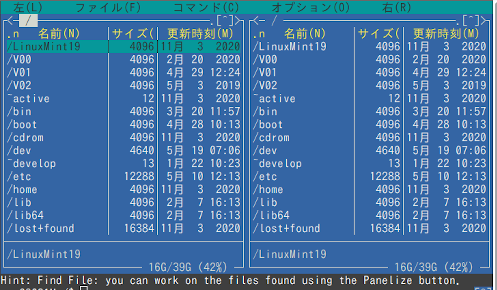 左(L) ファイル(F) コマンド(C) オプション(O) 右(R)
<─ / .[^]> <─ / .[^]>
.n 名前(N) サイズ( 更新時刻(M) .n 名前(N) サイズ( 更新時刻(M)
/LinuxMint19 4096 11月 3 2020 /LinuxMint19 4096 11月 3 2020
/V00 4096 2月 20 2020 /V00 4096 2月 20 2020
/V01 4096 4月 29 12:24 /V01 4096 4月 29 12:24
/V02 4096 5月 3 2019 /V02 4096 5月 3 2019
~active 12 11月 3 2020 ~active 12 11月 3 2020
/bin 4096 3月 20 11:57 /bin 4096 3月 20 11:57
/boot 4096 4月 28 10:13 /boot 4096 4月 28 10:13
/cdrom 4096 11月 3 2020 /cdrom 4096 11月 3 2020
/dev 4640 5月 19 07:06 /dev 4640 5月 19 07:06
~develop 13 1月 22 10:23 ~develop 13 1月 22 10:23
/etc 12288 5月 10 12:13 /etc 12288 5月 10 12:13
/home 4096 11月 3 2020 /home 4096 11月 3 2020
/lib 4096 2月 7 16:13 /lib 4096 2月 7 16:13
/lib64 4096 2月 7 16:13 /lib64 4096 2月 7 16:13
/lost+found 16384 11月 3 2020 /lost+found 16384 11月 3 2020
/LinuxMint19 /LinuxMint19
16G/39G (42%) 16G/39G (42%)
Hint: Find File: you can work on the files found using the Panelize button.